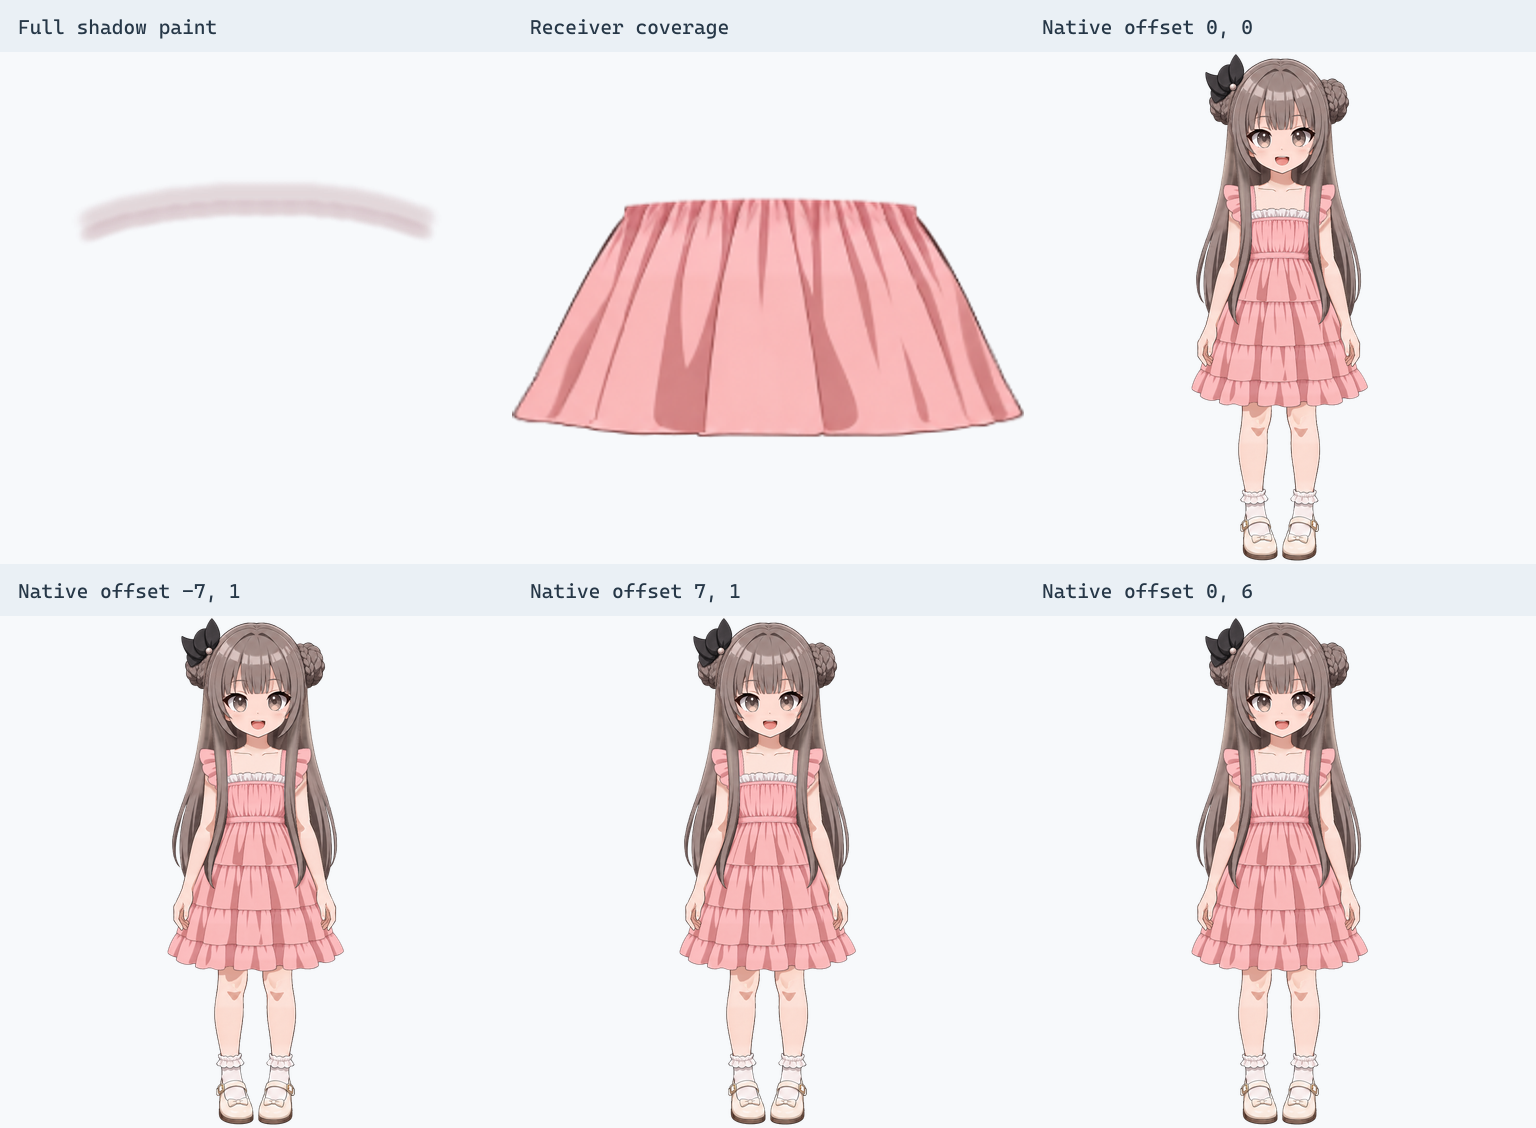 Full shadow paint
Receiver coverage
Native offset 0, 0
Native offset −7, 1
Native offset 7, 1
Native offset 0, 6